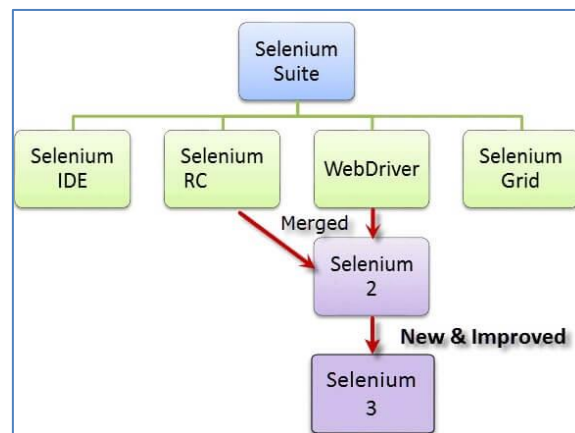 Selenium
Suite
Selenium
IDE
Selenium
RC
WebDriver
Selenium
Grid
Merged
Selenium
2
New & Improved
Selenium
3